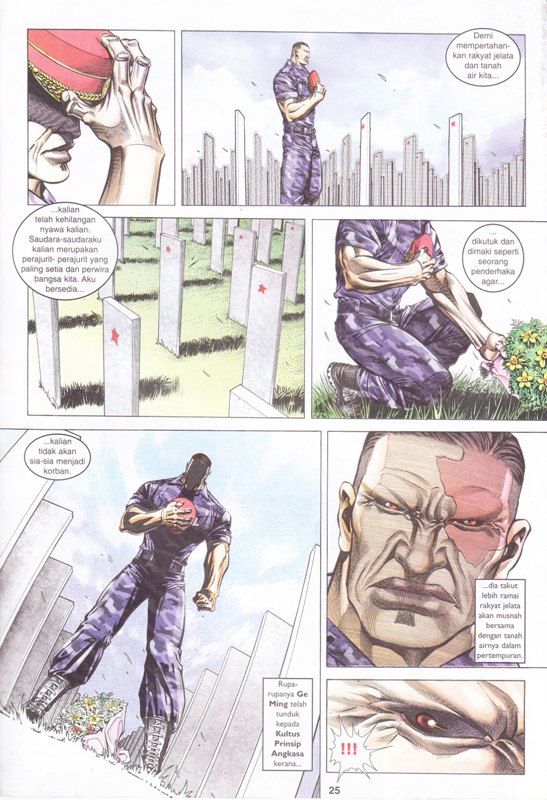 Demi
mempertahan-
kan rakyat jelata
dan tanah
air kita...
...kalian
telah kehilangan
nyawa kalian.
Saudara-saudaraku
kalian merupakan
perajurit- perajurit yang
paling setia dan perwira
bangsa kita. Aku
bersedia...
...
dikutuk dan
dimaki seperti
seorang
penderhaka
agar...
...kalian
tidak akan
sia-sia menjadi
korban.
Rupa-
rupanya Ge
Ming telah
tunduk
kepada
Kultus
Prinsip
Angkasa
kerana...
...dia takut
lebih ramai
rakyat jelata
akan musnah
bersama
dengan tanah
airnya dalam
pertempuran.
!!!
25